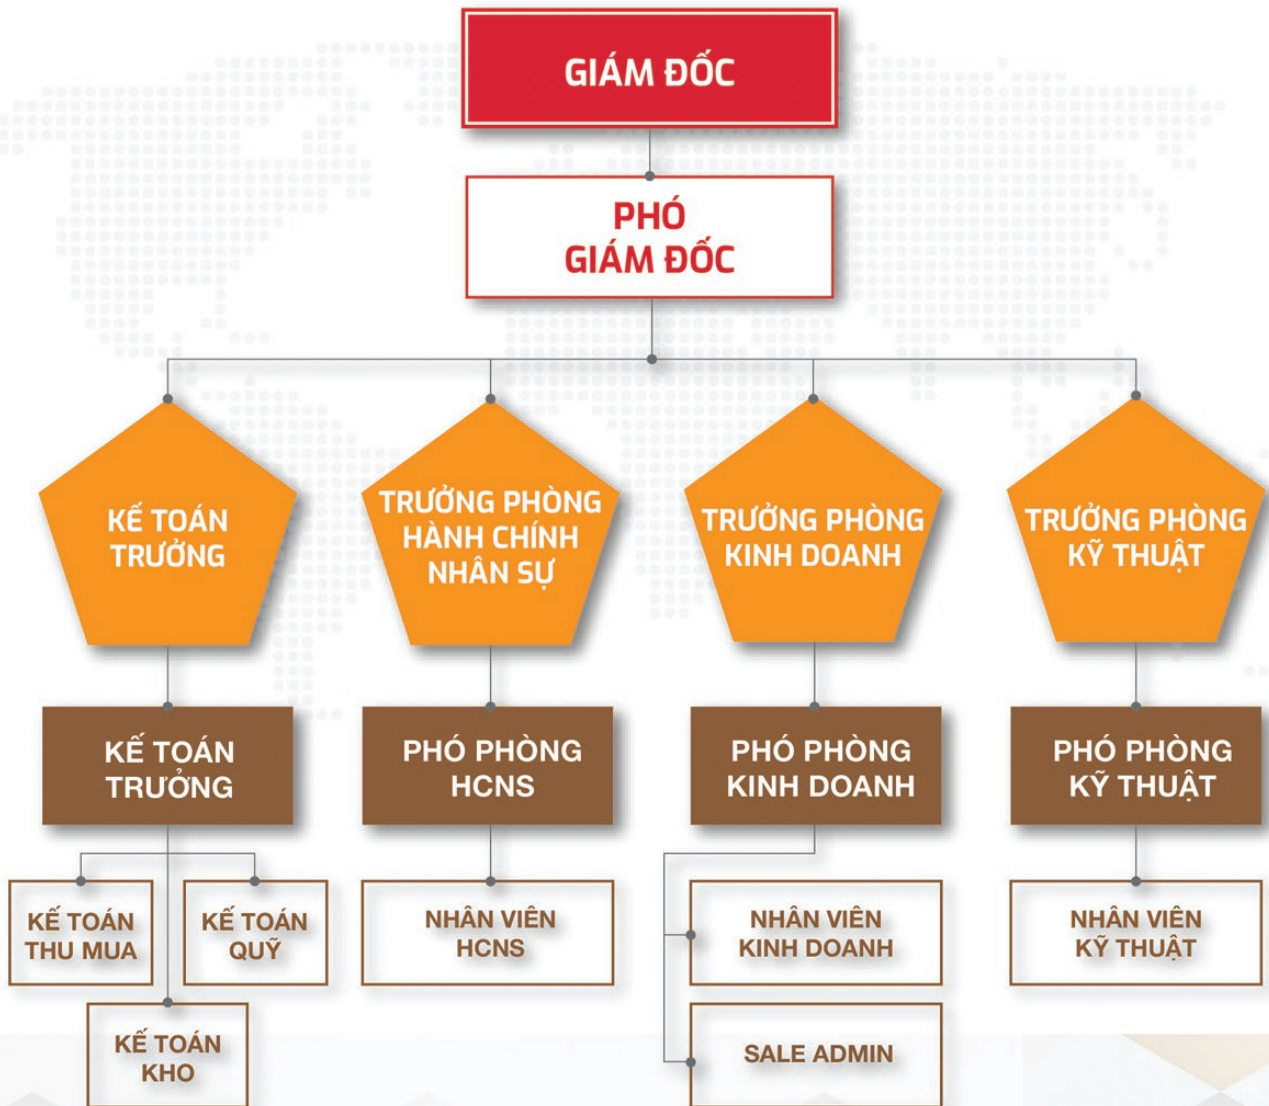 GIÁM ĐỐC
PHÓ
GIÁM ĐỐC
KẾ TOÁN
TRƯỞNG
TRƯỞNG PHÒNG
HÀNH CHÍNH
NHÂN SỰ
TRƯỞNG PHÒNG
KINH DOANH
TRƯỞNG PHÒNG
KỸ THUẬT
KẾ TOÁN
TRƯỞNG
PHÓ PHÒNG
HCNS
PHÓ PHÒNG
KINH DOANH
PHÓ PHÒNG
KỸ THUẬT
KẾ TOÁN
THU MUA
KẾ TOÁN
QUỸ
NHÂN VIÊN
HCNS
NHÂN VIÊN
KINH DOANH
NHÂN VIÊN
KỸ THUẬT
KẾ TOÁN
KHO
SALE ADMIN